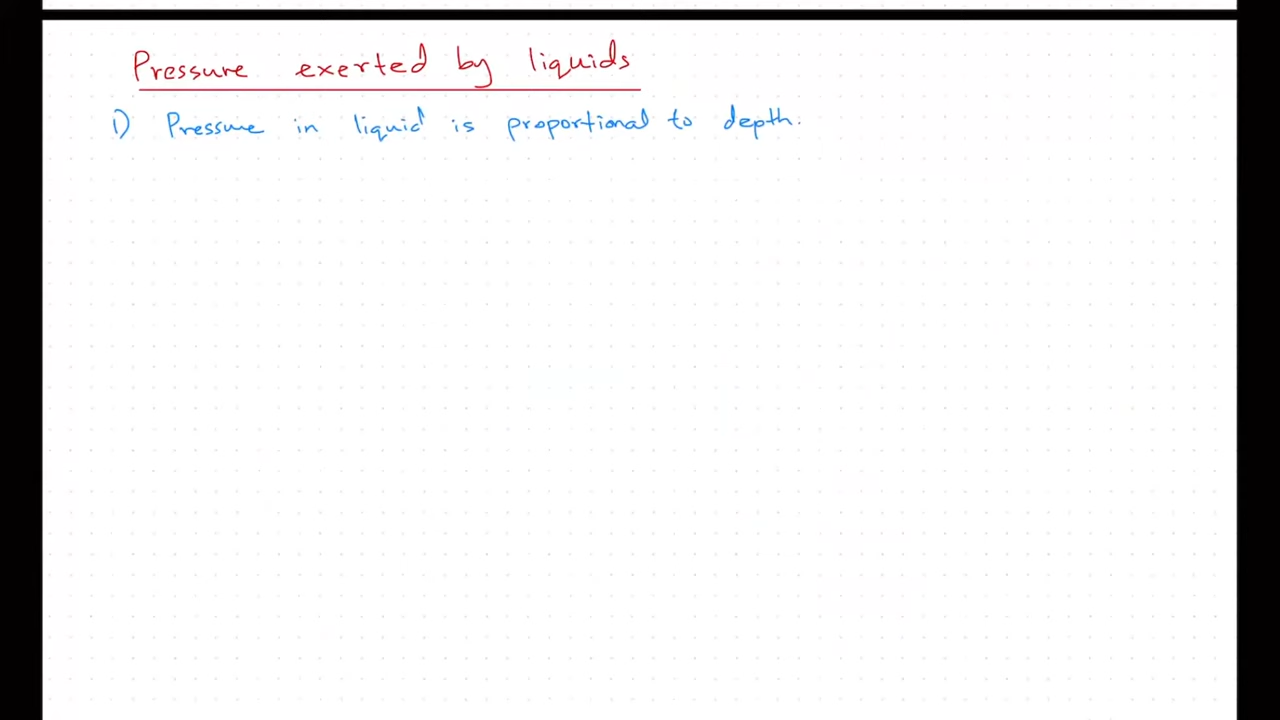 Pressure exerted by liquids
1) Pressure in liquid is proportional to depth.